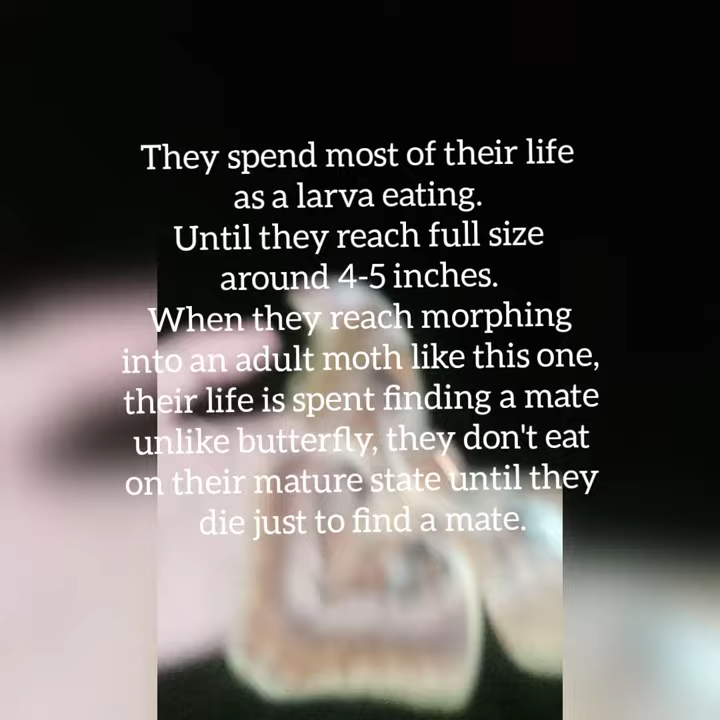 They spend most of their life
as a larva eating.
Until they reach full size
around 4-5 inches.
When they reach morphing
into an adult moth like this one,
their life is spent finding a mate
unlike butterfly, they don't eat
on their mature state until they
die just to find a mate.